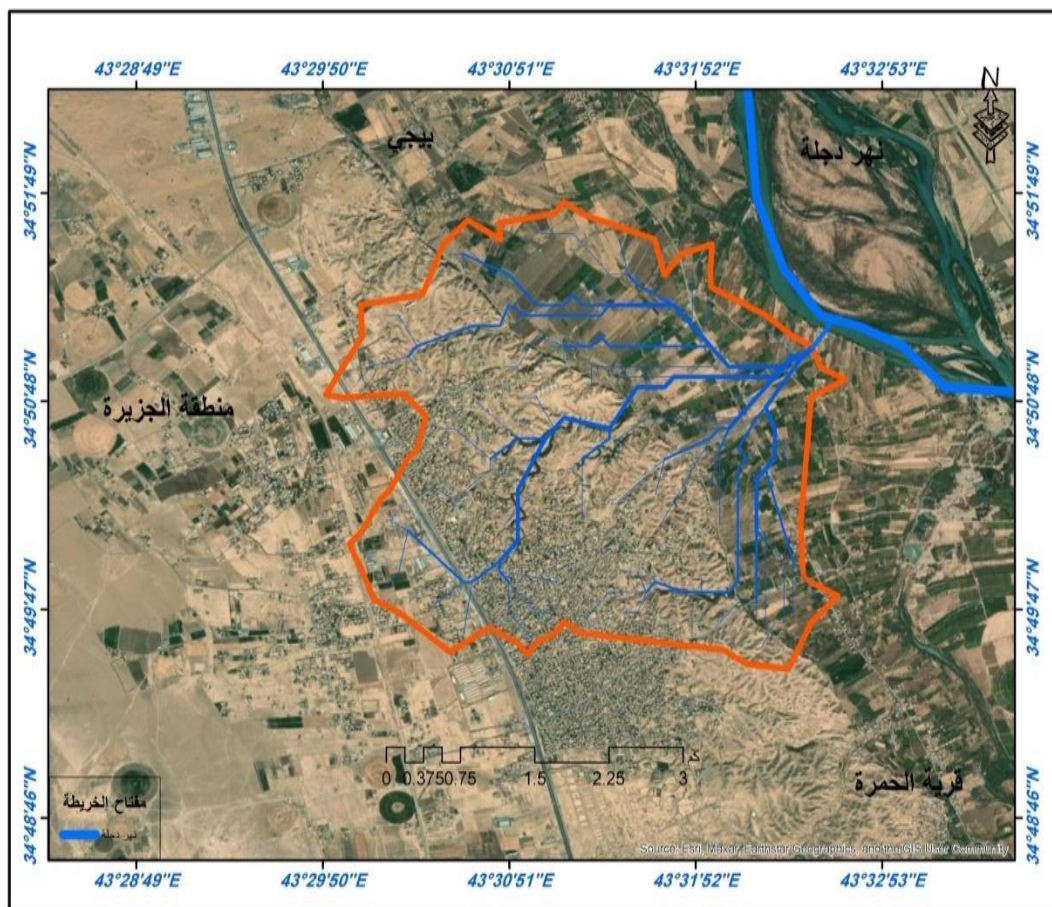 43°28'49"E 43°29'50"E 43°30'51"E 43°31'52"E 43°32'53"E
N
بيجي
نهر دجلة
34°51'49"N 34°51'49"N
منطقة الجزيرة
34°50'48"N 34°50'48"N
34°49'47"N 34°49'47"N
كم
0 0.3750.75 1.5 2.25 3
قرية الحمرة
مفتاح الخريطة
نهر دجلة
34°48'46"N 34°48'46"N
Source: Esri, Maxar, Earthstar Geographics, and the GIS User Community
43°28'49"E 43°29'50"E 43°30'51"E 43°31'52"E 43°32'53"E